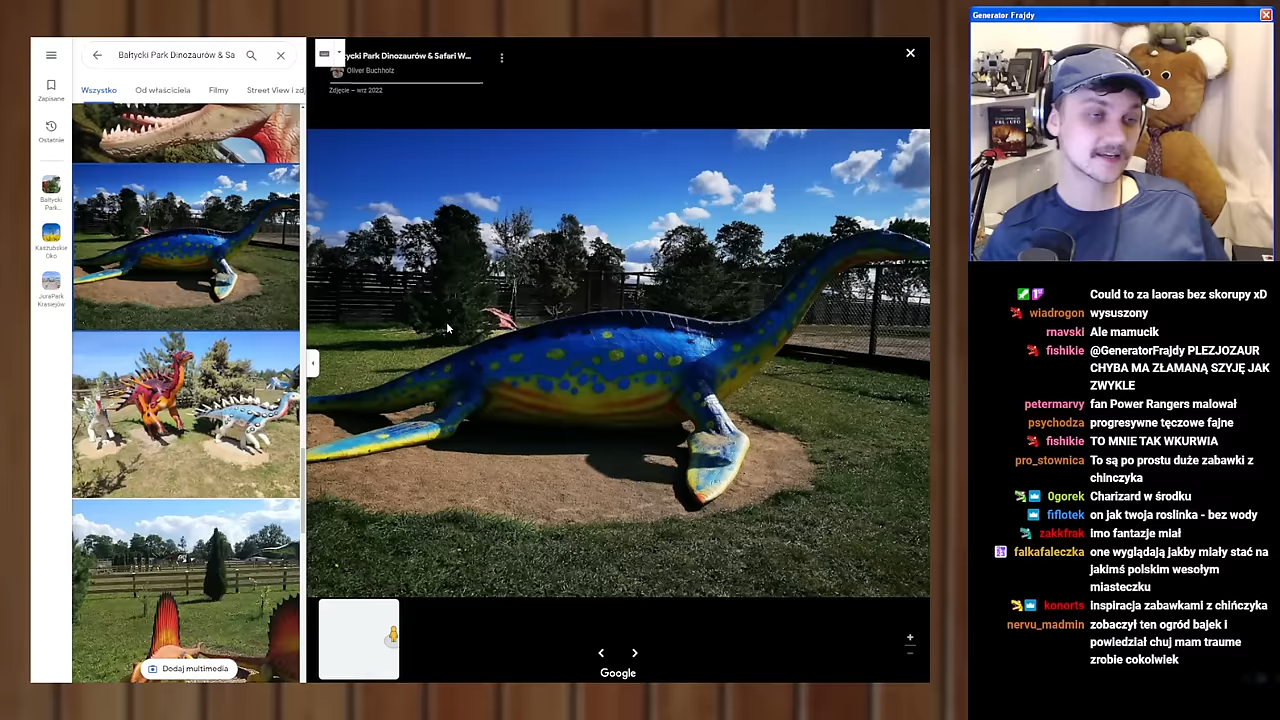 Bałtycki Park Dinozaurów & Sa
Wszystko
Od właściciela
Filmy
Street View i zdj
Zapisane
Ostatnie
Bałtycki
Park...
Kaszubskie
Oko
JuraPark
Krasiejów
Dodaj multimedia
tycki Park Dinozaurów & Safari W...
Oliver Buchholz
Zdjęcie – wrz 2022
Google
Generator Frajdy
Could to za laoras bez skorupy xD
wiadrogon wysuszony
rnavski Ale mamucik
fishikie @GeneratorFrajdy PLEZJOZAUR
CHYBA MA ZŁAMANĄ SZYJĘ JAK
ZWYKLE
petermarvy fan Power Rangers malował
psychodza progresywne tęczowe fajne
fishikie TO MNIE TAK WKURWIA
pro_stownica To są po prostu duże zabawki z
chinczyka
0gorek Charizard w środku
fiflotek on jak twoja roslinka - bez wody
zakkfrak Imo fantazje miał
falkafaleczka one wyglądają jakby miały stać na
jakimś polskim wesołym
miasteczku
konorts Inspiracja zabawkami z chińczyka
nervu_madmin zobaczył ten ogród bajek i
powiedział chuj mam traume
zrobie cokolwiek